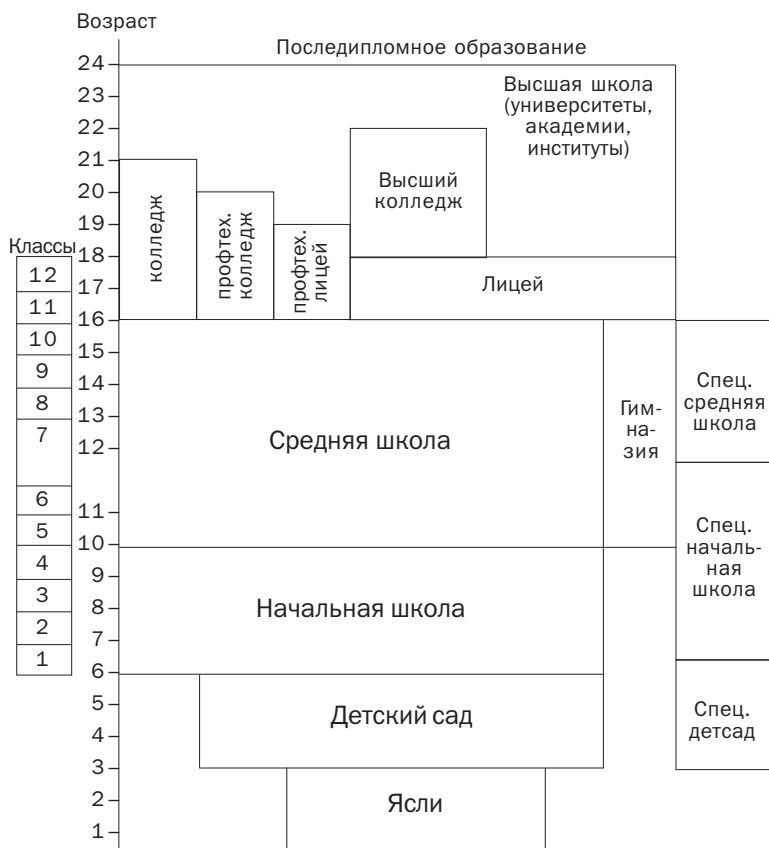 Возраст
Последипломное образование
24
23
22
21
20
19
18
17
16
15
14
13
12
11
10
9
8
7
6
5
4
3
2
1
Классы
12
11
10
9
8
7
6
5
4
3
2
1
Высшая школа
(университеты,
академии,
институты)
Высший
колледж
колледж
профтех.
колледж
профтех.
лицей
Лицей
Средняя школа
Гим-
на-
зия
Спец.
средняя
школа
Спец.
началь-
ная
школа
Начальная школа
Детский сад
Спец.
детсад
Ясли